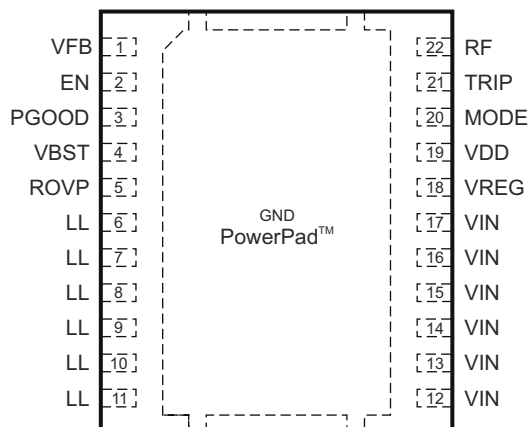 VFB 1 22 RF
EN 2 21 TRIP
PGOOD 3 20 MODE
VBST 4 19 VDD
ROVP 5 18 VREG
LL 6 17 VIN
GND
PowerPad™
LL 7 16 VIN
LL 8 15 VIN
LL 9 14 VIN
LL 10 13 VIN
LL 11 12 VIN